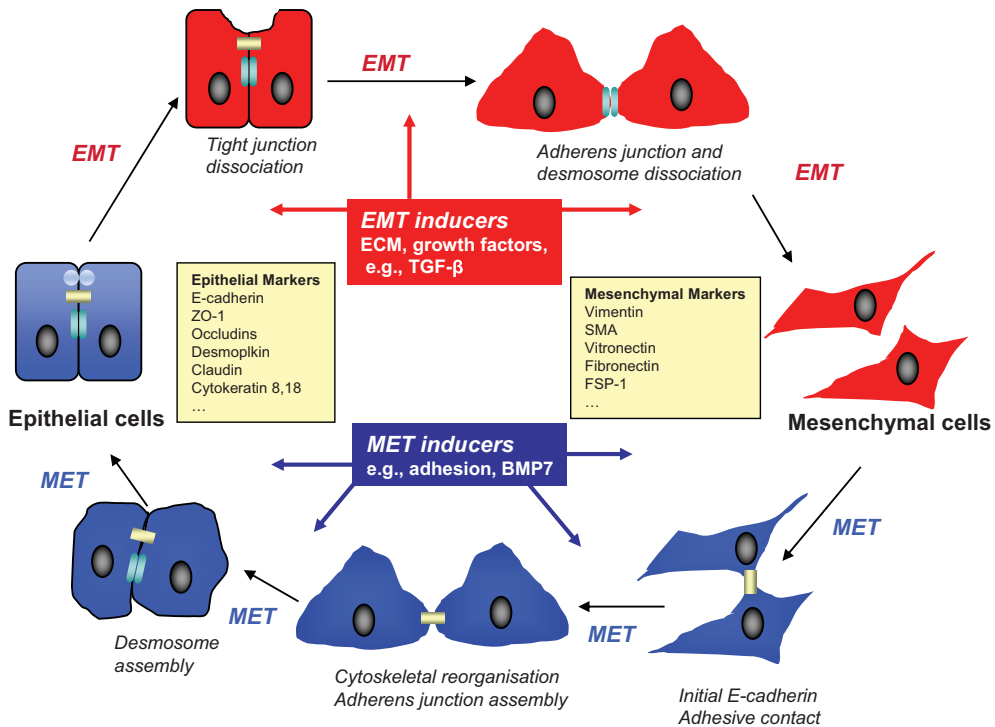 EMT
Tight junction
dissociation
EMT
Adherens junction and
desmosome dissociation
EMT
EMT inducers
ECM, growth factors,
e.g., TGF-β
Epithelial Markers
E-cadherin
ZO-1
Occludins
Desmoplkin
Claudin
Cytokeratin 8,18
…
Mesenchymal Markers
Vimentin
SMA
Vitronectin
Fibronectin
FSP-1
…
Epithelial cells
Mesenchymal cells
MET inducers
e.g., adhesion, BMP7
MET
MET
MET
MET
Desmosome
assembly
Cytoskeletal reorganisation
Adherens junction assembly
Initial E-cadherin
Adhesive contact